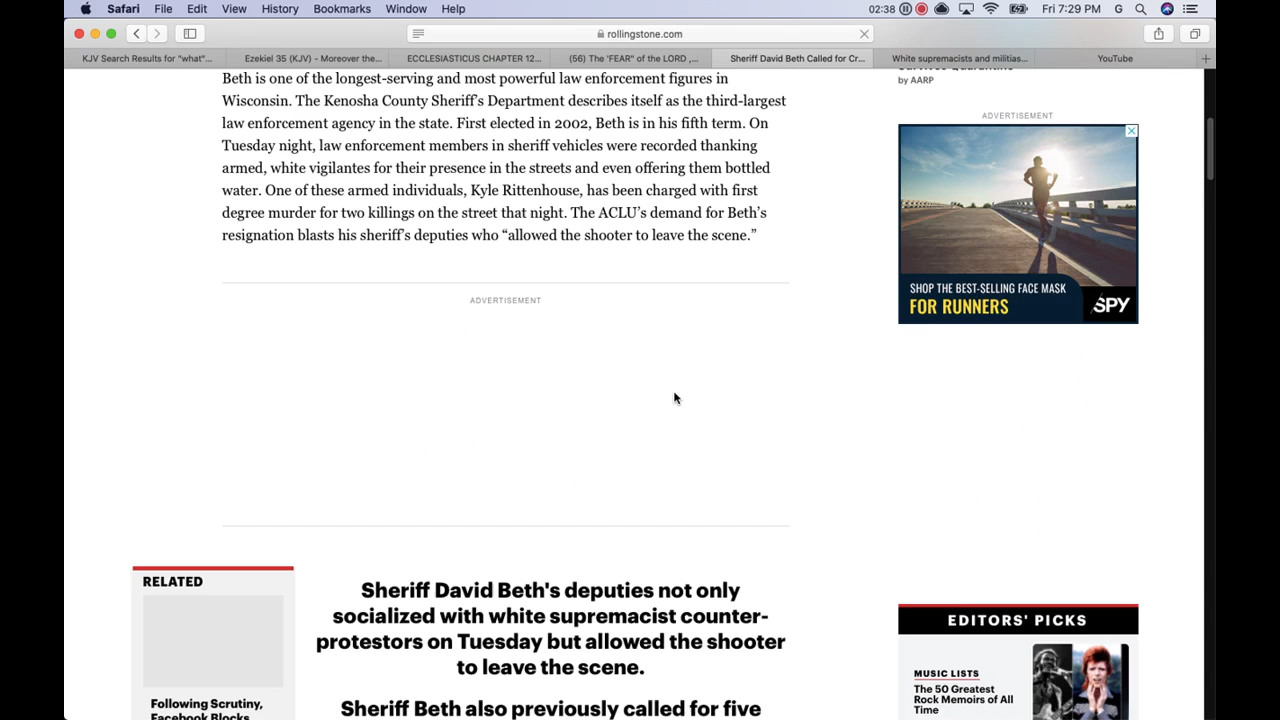 Safari File Edit View History Bookmarks Window Help 02:38 Fri 7:29 PM G
rollingstone.com
KJV Search Results for "what"... Ezekiel 35 (KJV) - Moreover the... ECCLESIASTICUS CHAPTER 12... (56) The 'FEAR" of the LORD ,... Sheriff David Beth Called for Cr... White supremacists and militias... YouTube
Beth is one of the longest-serving and most powerful law enforcement figures in
Wisconsin. The Kenosha County Sheriff’s Department describes itself as the third-largest
law enforcement agency in the state. First elected in 2002, Beth is in his fifth term. On
Tuesday night, law enforcement members in sheriff vehicles were recorded thanking
armed, white vigilantes for their presence in the streets and even offering them bottled
water. One of these armed individuals, Kyle Rittenhouse, has been charged with first
degree murder for two killings on the street that night. The ACLU’s demand for Beth’s
resignation blasts his sheriff’s deputies who “allowed the shooter to leave the scene.”
ADVERTISEMENT
RELATED
Following Scrutiny,
Facebook Blocks
Sheriff David Beth's deputies not only
socialized with white supremacist counter-
protestors on Tuesday but allowed the shooter
to leave the scene.
Sheriff Beth also previously called for five
by AARP
ADVERTISEMENT
SHOP THE BEST-SELLING FACE MASK
FOR RUNNERS
SPY
EDITORS' PICKS
MUSIC LISTS
The 50 Greatest
Rock Memoirs of All
Time